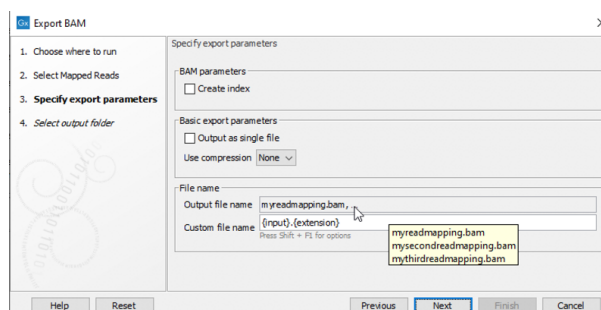 Gx Export BAM
1. Choose where to run
2. Select Mapped Reads
3. Specify export parameters
4. Select output folder
Specify export parameters
BAM parameters
Create index
Basic export parameters
Output as single file
Use compression None
File name
Output file name myreadmapping.bam, ...
Custom file name {input}.{extension}
Press Shift + F1 for options
myreadmapping.bam
mysecondreadmapping.bam
mythirdreadmapping.bam
Help Reset Previous Next Finish Cancel